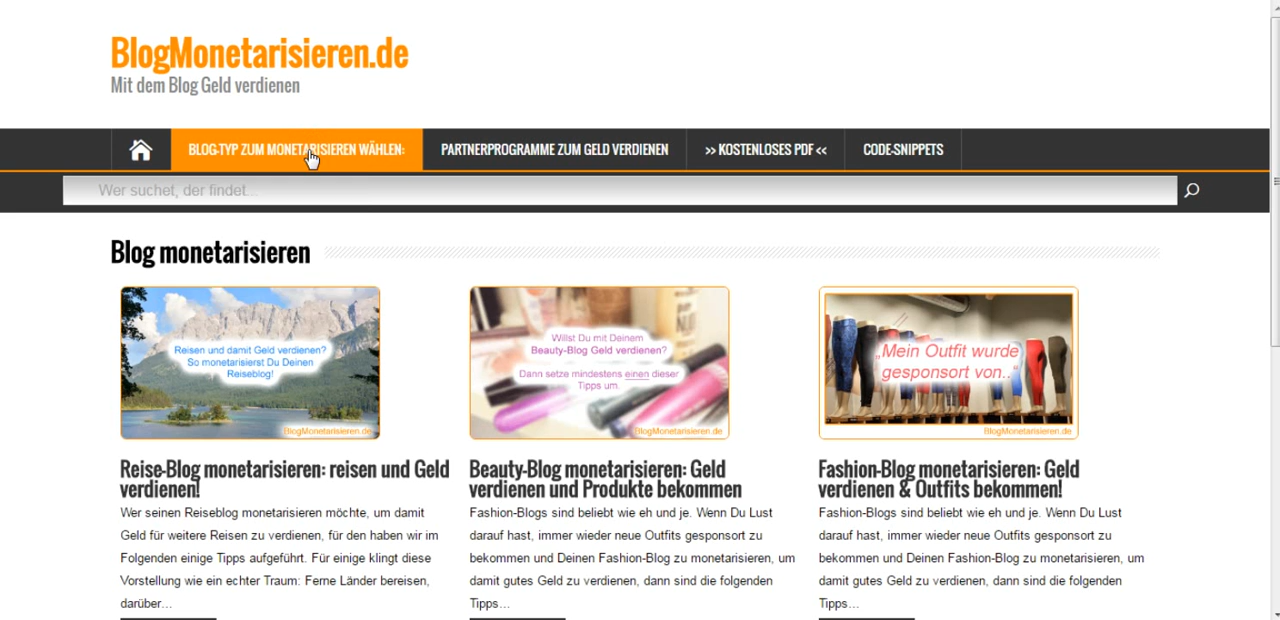 BlogMonetarisieren.de
Mit dem Blog Geld verdienen
BLOG-TYP ZUM MONETARISIEREN WÄHLEN:
PARTNERPROGRAMME ZUM GELD VERDIENEN
>> KOSTENLOSES PDF <<
CODE-SNIPPETS
Wer suchet, der findet...
Blog monetarisieren
Reisen und damit Geld verdienen?
So monetarisierst Du Deinen
Reiseblog!
BlogMonetarisieren.de
Reise-Blog monetarisieren: reisen und Geld
verdienen!
Wer seinen Reiseblog monetarisieren möchte, um damit
Geld für weitere Reisen zu verdienen, für den haben wir im
Folgenden einige Tipps aufgeführt. Für einige klingt diese
Vorstellung wie ein echter Traum: Ferne Länder bereisen,
darüber...
Willst Du mit Deinem
Beauty-Blog Geld verdienen?
Dann setze mindestens einen dieser
Tipps um.
BlogMonetarisieren.de
Beauty-Blog monetarisieren: Geld
verdienen und Produkte bekommen
Fashion-Blogs sind beliebt wie eh und je. Wenn Du Lust
darauf hast, immer wieder neue Outfits gesponsort zu
bekommen und Deinen Fashion-Blog zu monetarisieren, um
damit gutes Geld zu verdienen, dann sind die folgenden
Tipps...
„Mein Outfit wurde
gesponsort von..“
BlogMonetarisieren.de
Fashion-Blog monetarisieren: Geld
verdienen & Outfits bekommen!
Fashion-Blogs sind beliebt wie eh und je. Wenn Du Lust
darauf hast, immer wieder neue Outfits gesponsort zu
bekommen und Deinen Fashion-Blog zu monetarisieren, um
damit gutes Geld zu verdienen, dann sind die folgenden
Tipps...